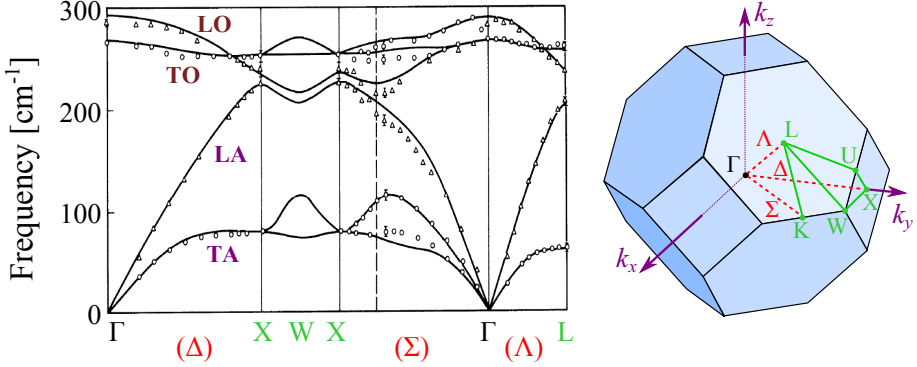 Frequency [cm⁻¹]
300
200
100
0
LO
TO
LA
TA
Γ X W X Γ L
(Δ) (Σ) (Λ)
k_z
L
Λ
Γ
Δ
U
X
Σ
K
W
k_y
k_x